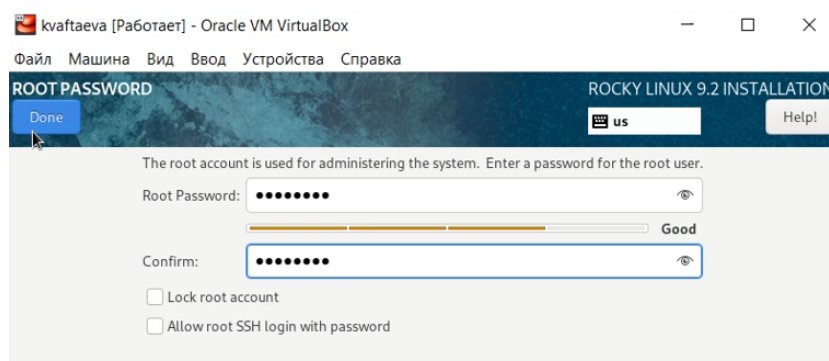 kvaftaeva [Работает] - Oracle VM VirtualBox
Файл Машина Вид Ввод Устройства Справка
ROOT PASSWORD
ROCKY LINUX 9.2 INSTALLATION
Done
us
Help!
The root account is used for administering the system. Enter a password for the root user.
Root Password: ●●●●●●●●
Good
Confirm: ●●●●●●●●
Lock root account
Allow root SSH login with password